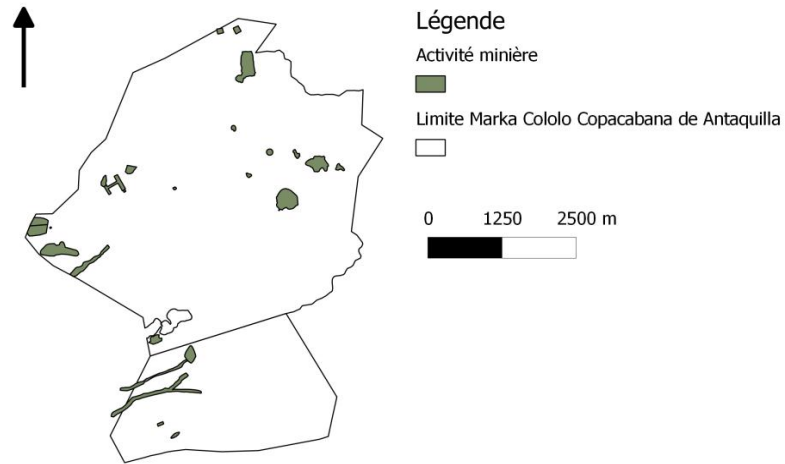 Légende
Activité minière
Limite Marka Cololo Copacabana de Antaquilla
0 1250 2500 m